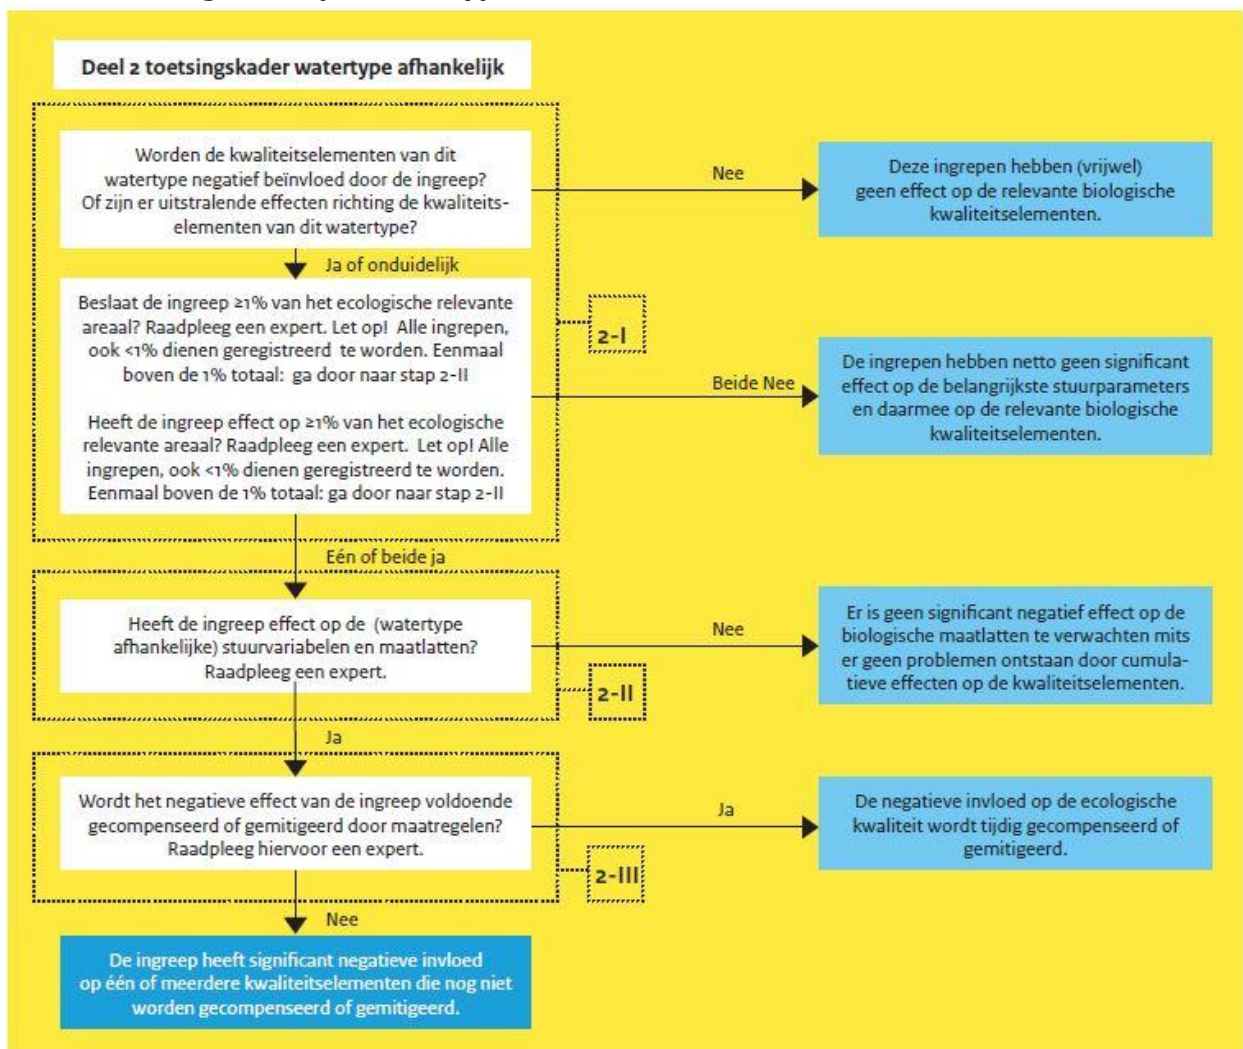 Deel 2 toetsingskader watertype afhankelijk
Worden de kwaliteitselementen van dit
watertype negatief beïnvloed door de ingreep?
Of zijn er uitstralende effecten richting de kwaliteits-
elementen van dit watertype?
Nee
Deze ingrepen hebben (vrijwel)
geen effect op de relevante biologische
kwaliteitselementen.
Ja of onduidelijk
Beslaat de ingreep ≥1% van het ecologische relevante
areaal? Raadpleeg een expert. Let op! Alle ingrepen,
ook <1% dienen geregistreerd te worden. Eenmaal
boven de 1% totaal: ga door naar stap 2-II
Heeft de ingreep effect op ≥1% van het ecologische
relevante areaal? Raadpleeg een expert. Let op! Alle
ingrepen, ook <1% dienen geregistreerd te worden.
Eenmaal boven de 1% totaal: ga door naar stap 2-II
2-I
Beide Nee
De ingrepen hebben netto geen significant
effect op de belangrijkste stuurparameters
en daarmee op de relevante biologische
kwaliteitselementen.
Eén of beide ja
Heeft de ingreep effect op de (watertype
afhankelijke) stuurvariabelen en maatlatten?
Raadpleeg een expert.
2-II
Nee
Er is geen significant negatief effect op de
biologische maatlatten te verwachten mits
er geen problemen ontstaan door cumula-
tieve effecten op de kwaliteitselementen.
Ja
Wordt het negatieve effect van de ingreep voldoende
gecompenseerd of gemitigeerd door maatregelen?
Raadpleeg hiervoor een expert.
2-III
Ja
De negatieve invloed op de ecologische
kwaliteit wordt tijdig gecompenseerd of
gemitigeerd.
Nee
De ingreep heeft significant negatieve invloed
op één of meerdere kwaliteitselementen die nog niet
worden gecompenseerd of gemitigeerd.